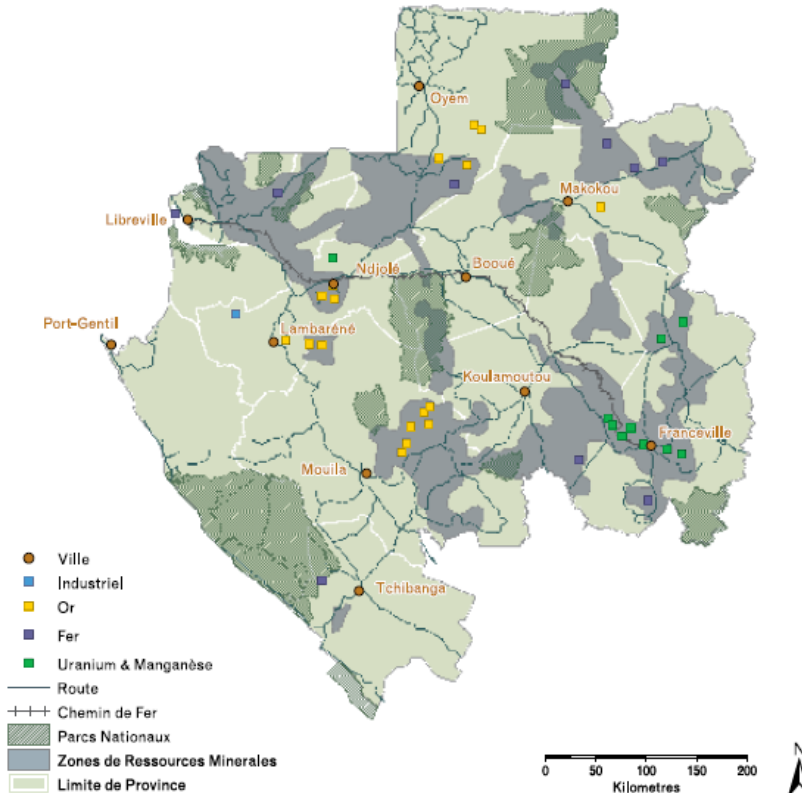 Oyem
Makokou
Libreville
Ndjolé
Booué
Port-Gentil
Lambaréné
Koulamoutou
Franceville
Mouila
Tchibanga
Ville
Industriel
Or
Fer
Uranium & Manganèse
Route
Chemin de Fer
Parcs Nationaux
Zones de Ressources Minerales
Limite de Province
0 50 100 150 200
Kilometres
N